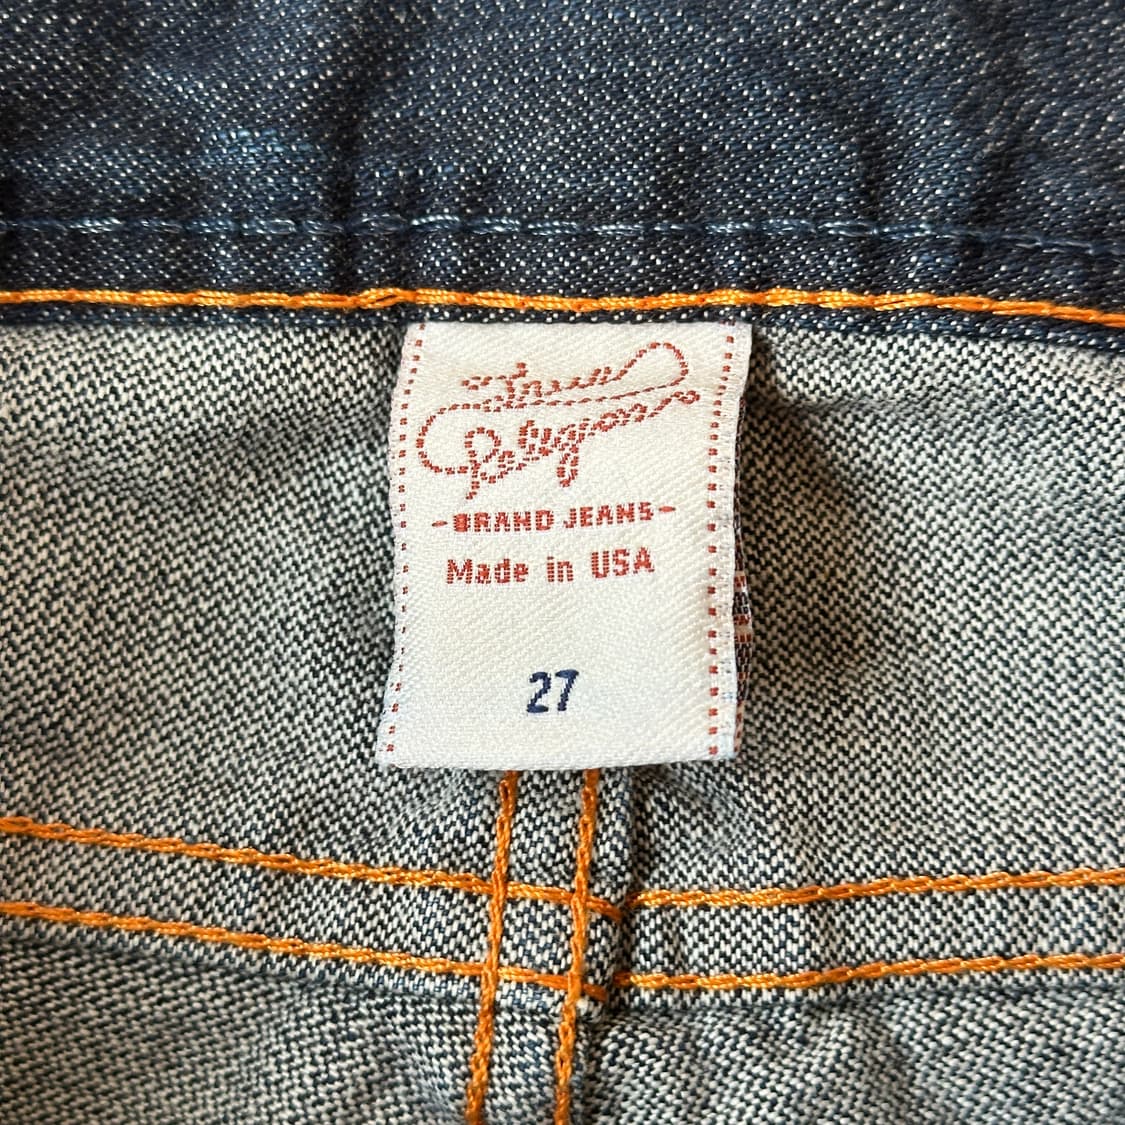 True
Religion
-BRAND JEANS-
Made in USA
27